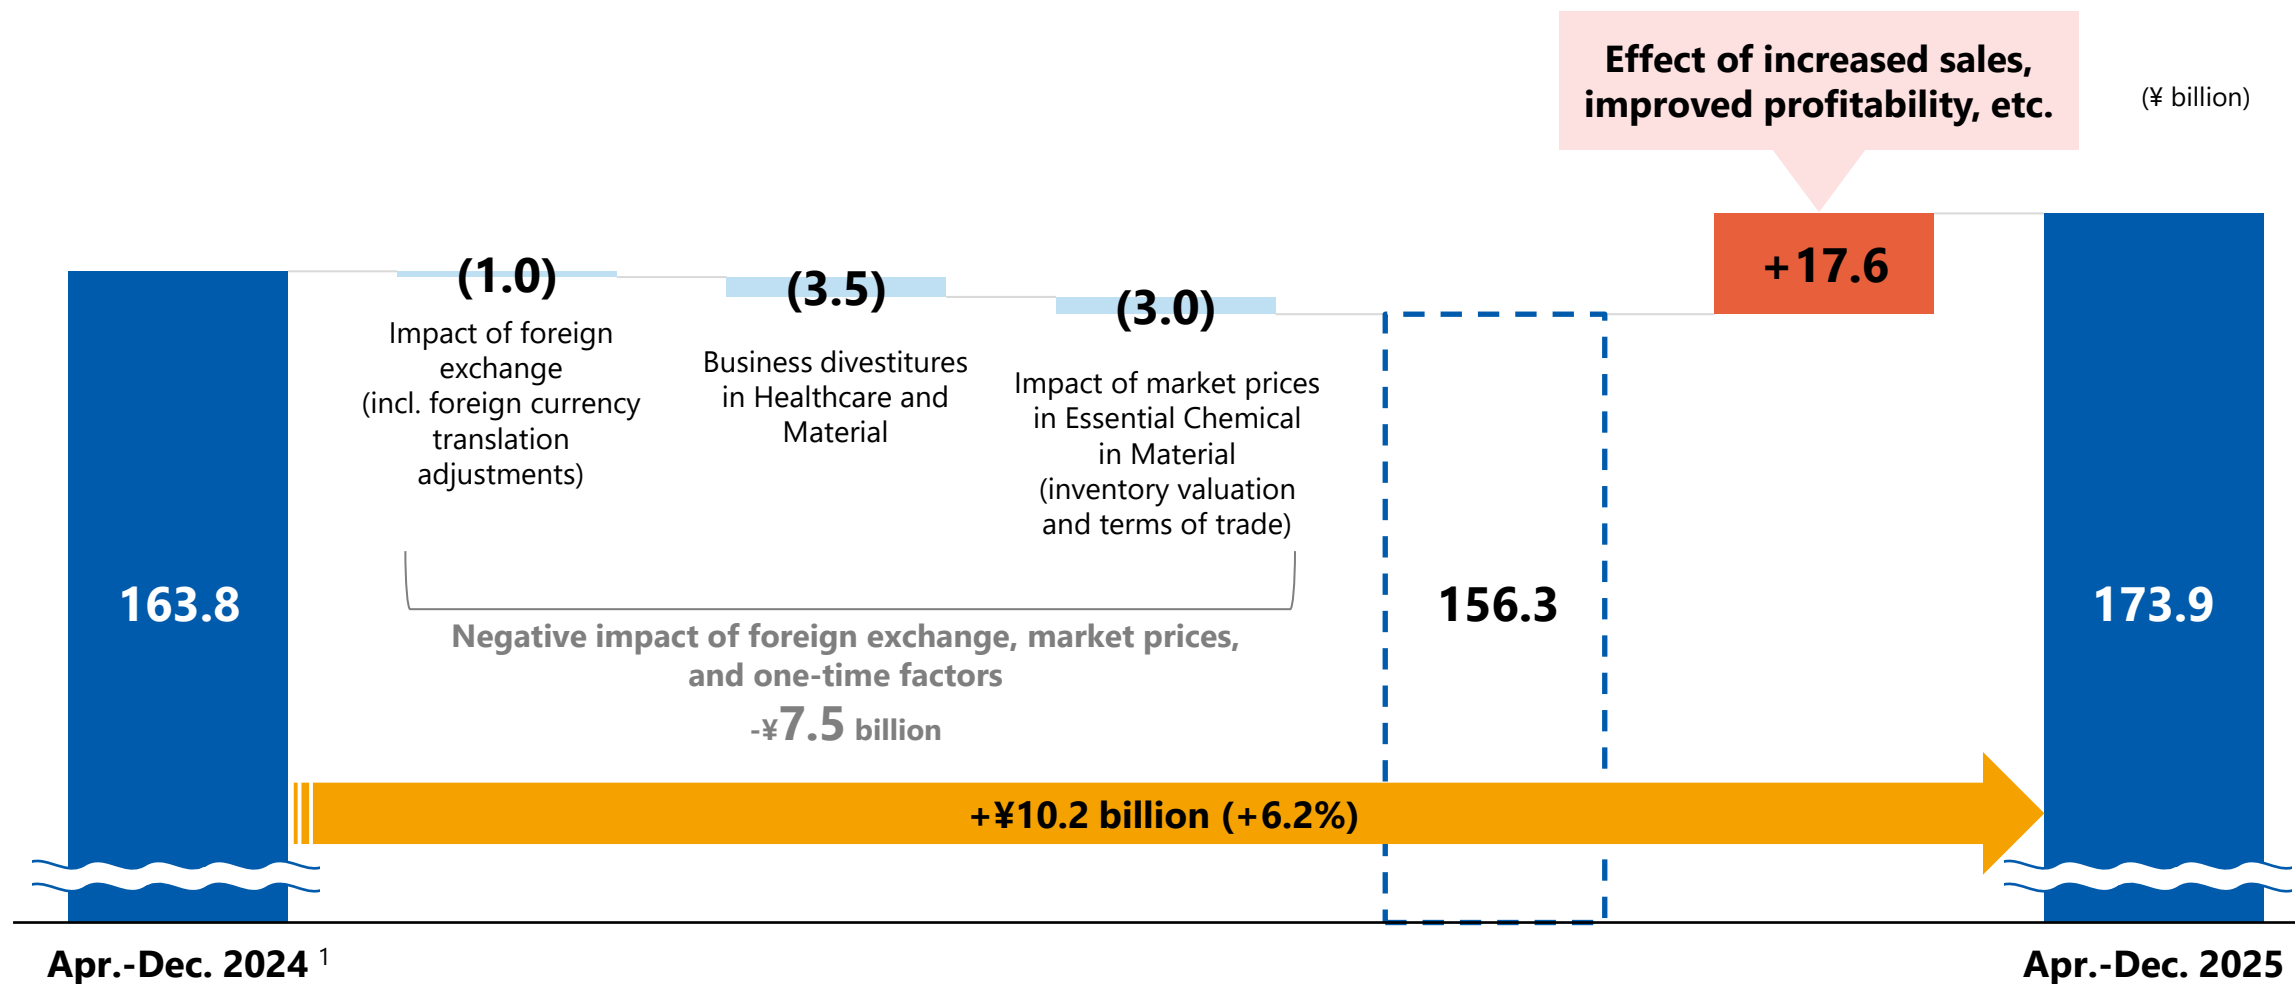 Effect of increased sales,
improved profitability, etc.
(¥ billion)
+17.6
(1.0)
Impact of foreign
exchange
(incl. foreign currency
translation
adjustments)
(3.5)
Business divestitures
in Healthcare and
Material
(3.0)
Impact of market prices
in Essential Chemical
in Material
(inventory valuation
and terms of trade)
163.8
156.3
173.9
Negative impact of foreign exchange, market prices,
and one-time factors
-¥7.5 billion
+¥10.2 billion (+6.2%)
Apr.-Dec. 2024 1
Apr.-Dec. 2025